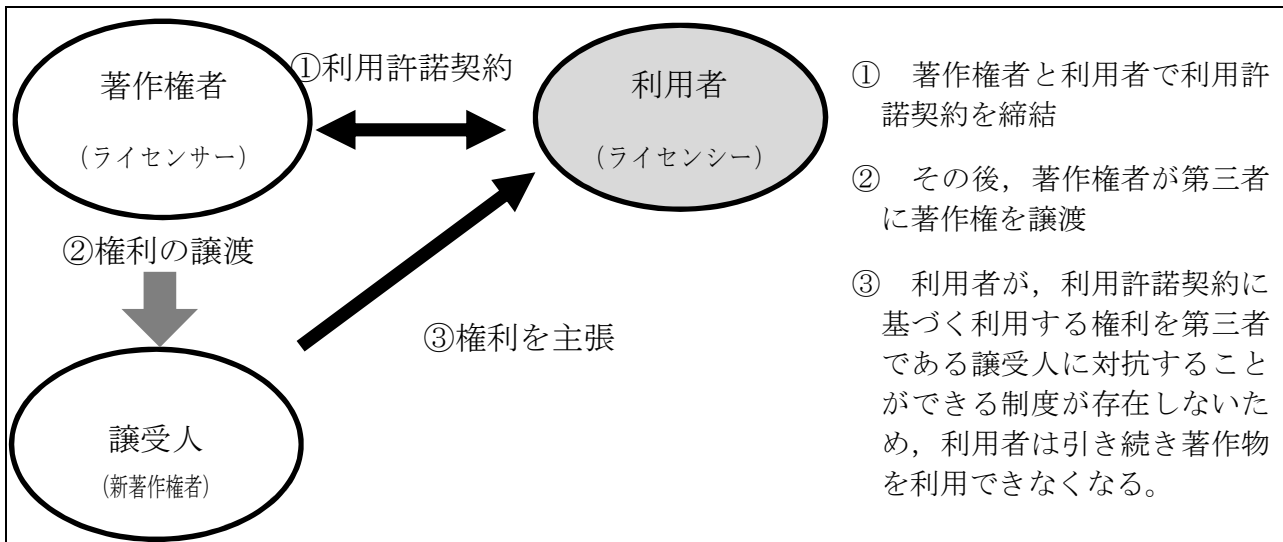 著作権者
（ライセンサー）
①利用許諾契約
利用者
（ライセンシー）
②権利の譲渡
③権利を主張
譲受人
（新著作権者）
①　著作権者と利用者で利用許
諾契約を締結
②　その後，著作権者が第三者
に著作権を譲渡
③　利用者が，利用許諾契約に
基づく利用する権利を第三者
である譲受人に対抗すること
ができる制度が存在しないた
め，利用者は引き続き著作物
を利用できなくなる。